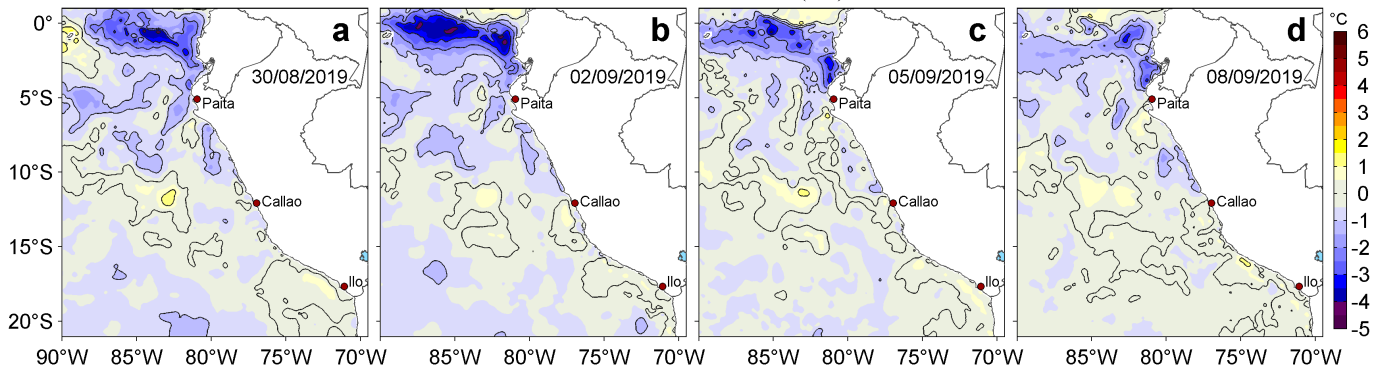 a
b
c
d
30/08/2019
02/09/2019
05/09/2019
08/09/2019
Paita
Paita
Paita
Paita
Callao
Callao
Callao
Callao
Ilo
Ilo
Ilo
Ilo
0°
5°S
10°S
15°S
20°S
90°W 85°W 80°W 75°W 70°W
85°W 80°W 75°W 70°W
85°W 80°W 75°W 70°W
85°W 80°W 75°W 70°W
°C
6
5
4
3
2
1
0
-1
-2
-3
-4
-5